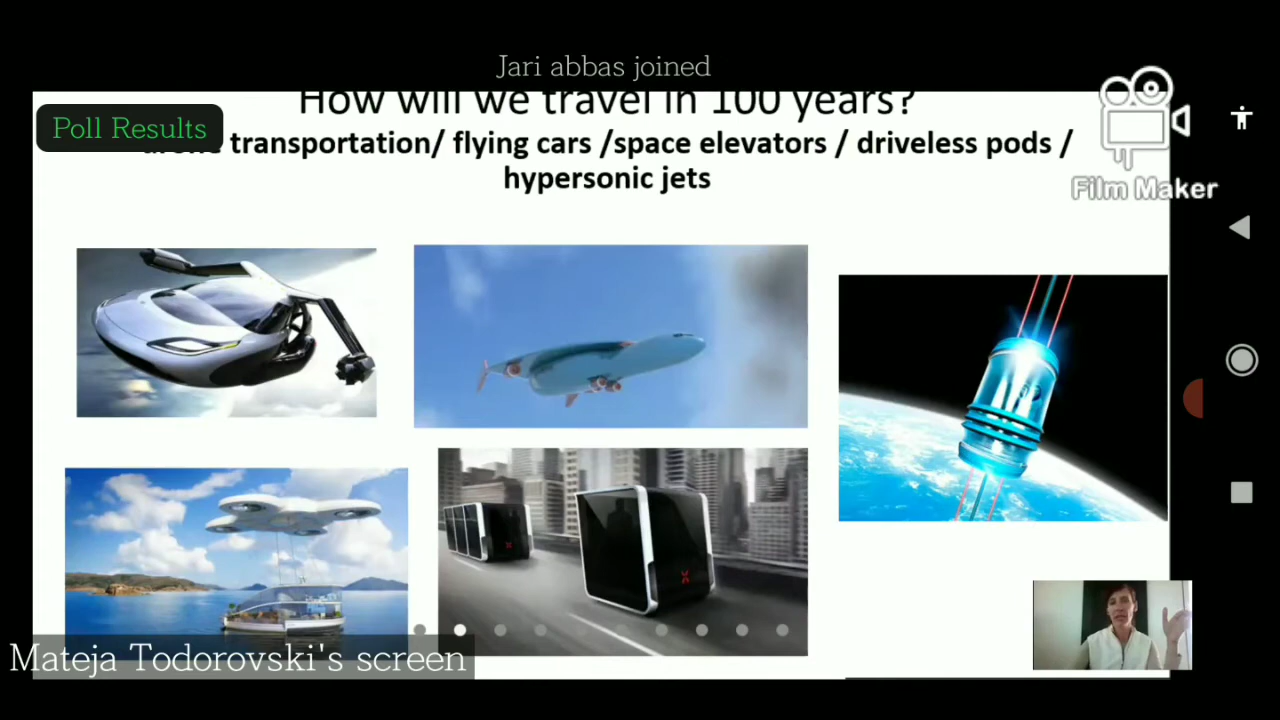 Jari abbas joined
How will we travel in 100 years?
Poll Results
drone transportation/ flying cars /space elevators / driveless pods /
hypersonic jets
Film Maker
Mateja Todorovski's screen